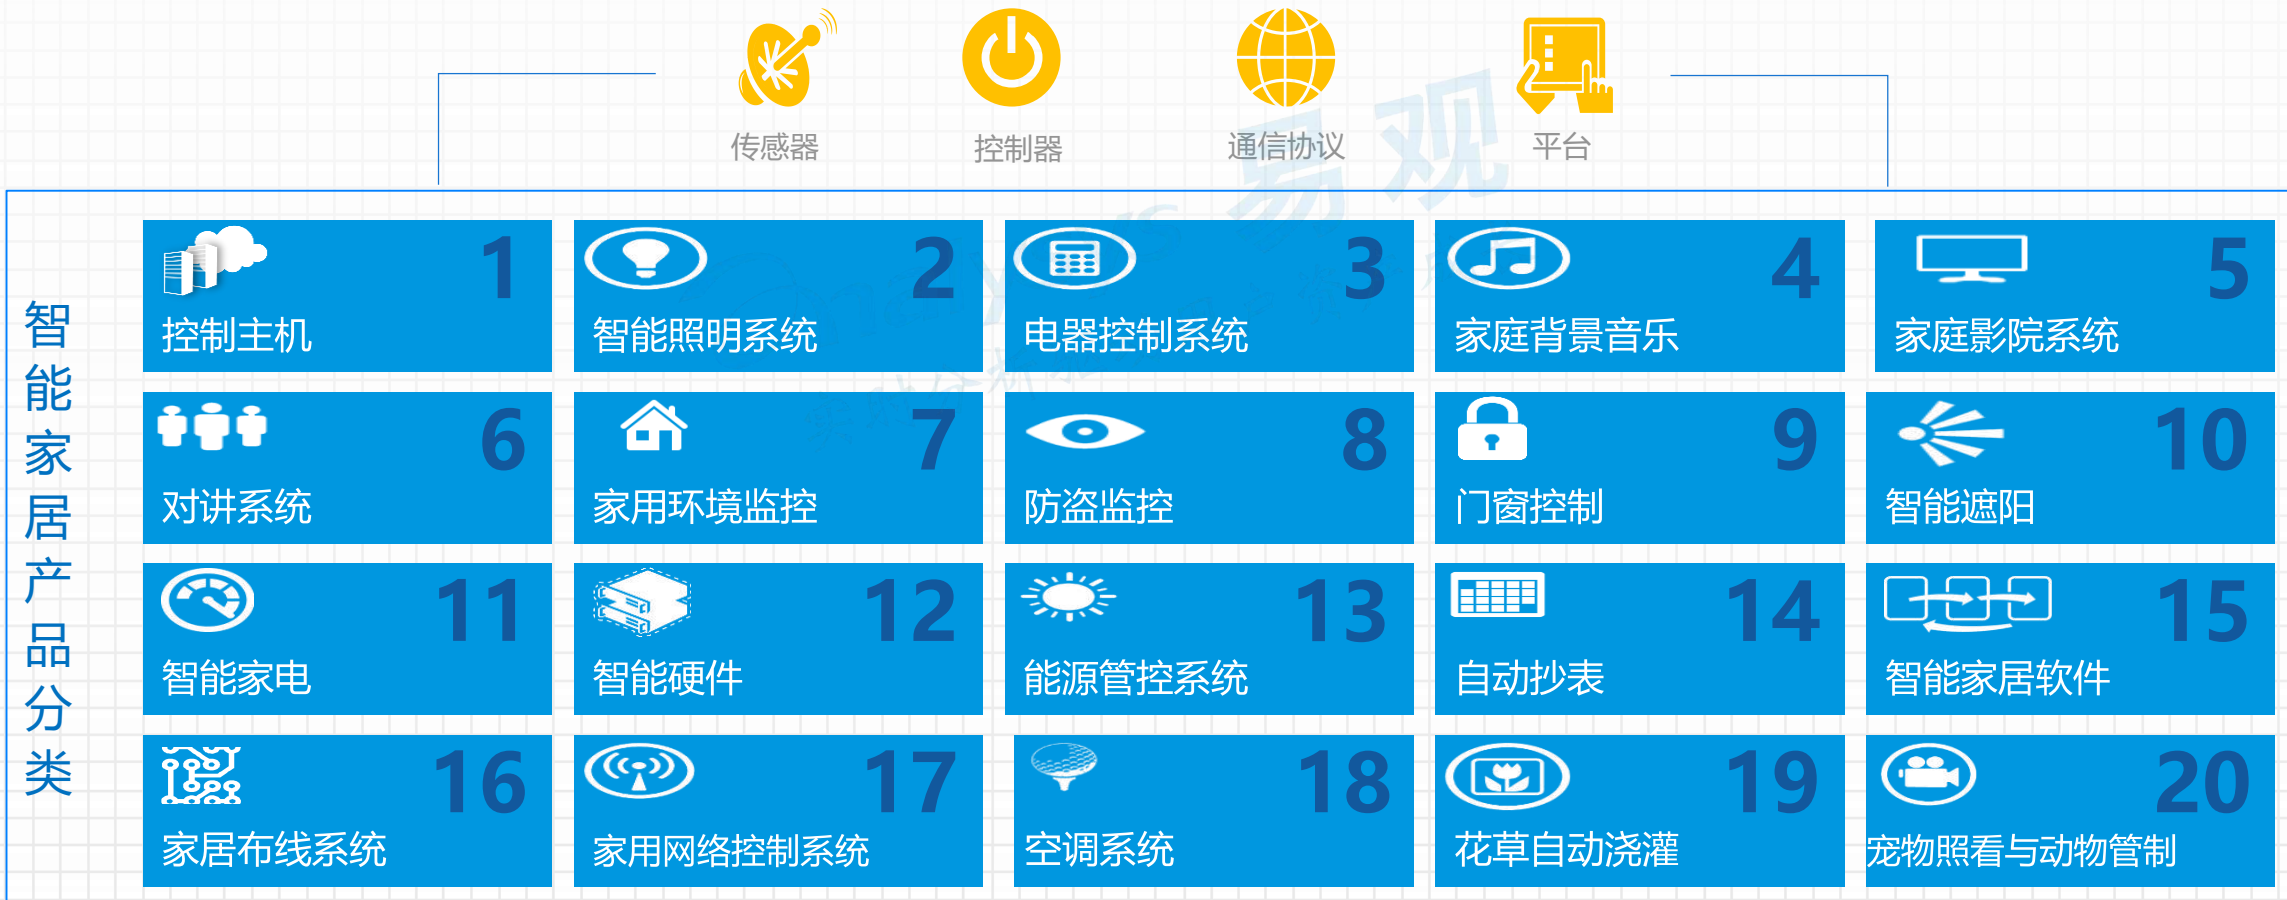 传感器
控制器
通信协议
平台
易观
智能家居产品分类
1
控制主机
2
智能照明系统
3
电器控制系统
4
家庭背景音乐
5
家庭影院系统
6
对讲系统
7
家用环境监控
8
防盗监控
9
门窗控制
10
智能遮阳
11
智能家电
12
智能硬件
13
能源管控系统
14
自动抄表
15
智能家居软件
16
家居布线系统
17
家用网络控制系统
18
空调系统
19
花草自动浇灌
20
宠物照看与动物管制